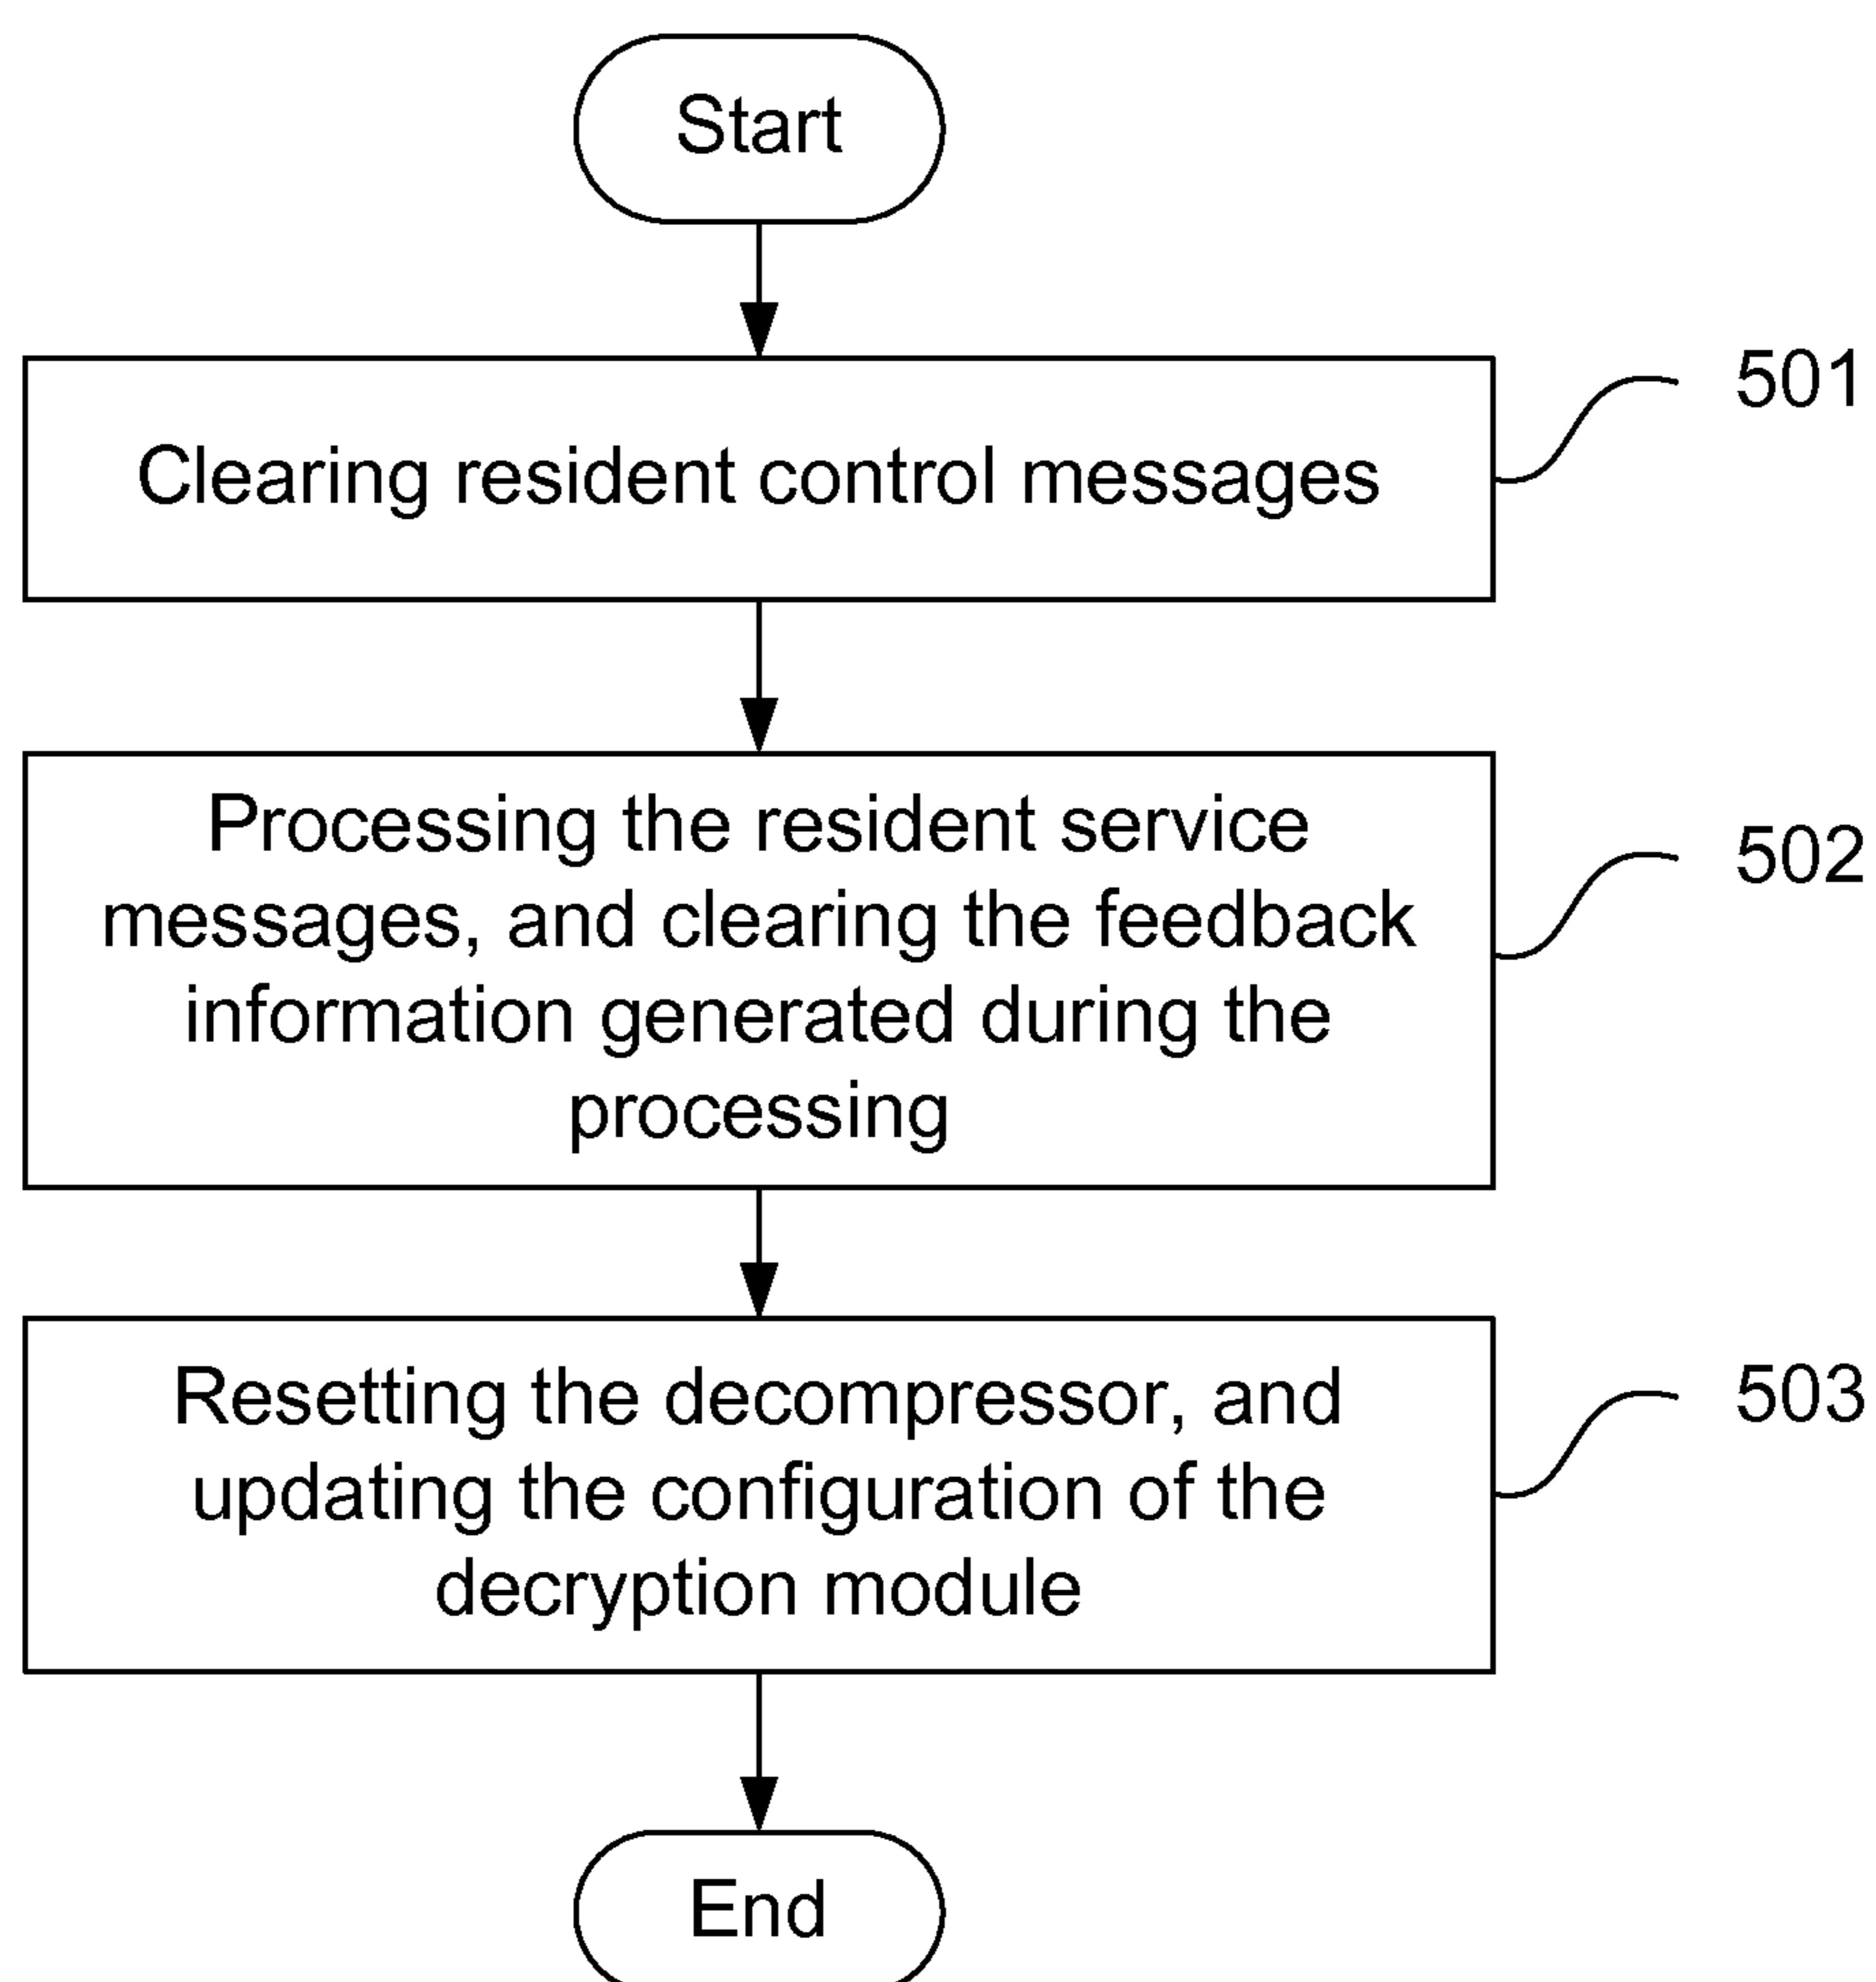 Start
501
Clearing resident control messages
Processing the resident service
502
messages, and clearing the feedback
information generated during the
processing
Resetting the decompressor, and
503
updating the configuration of the
decryption module
End